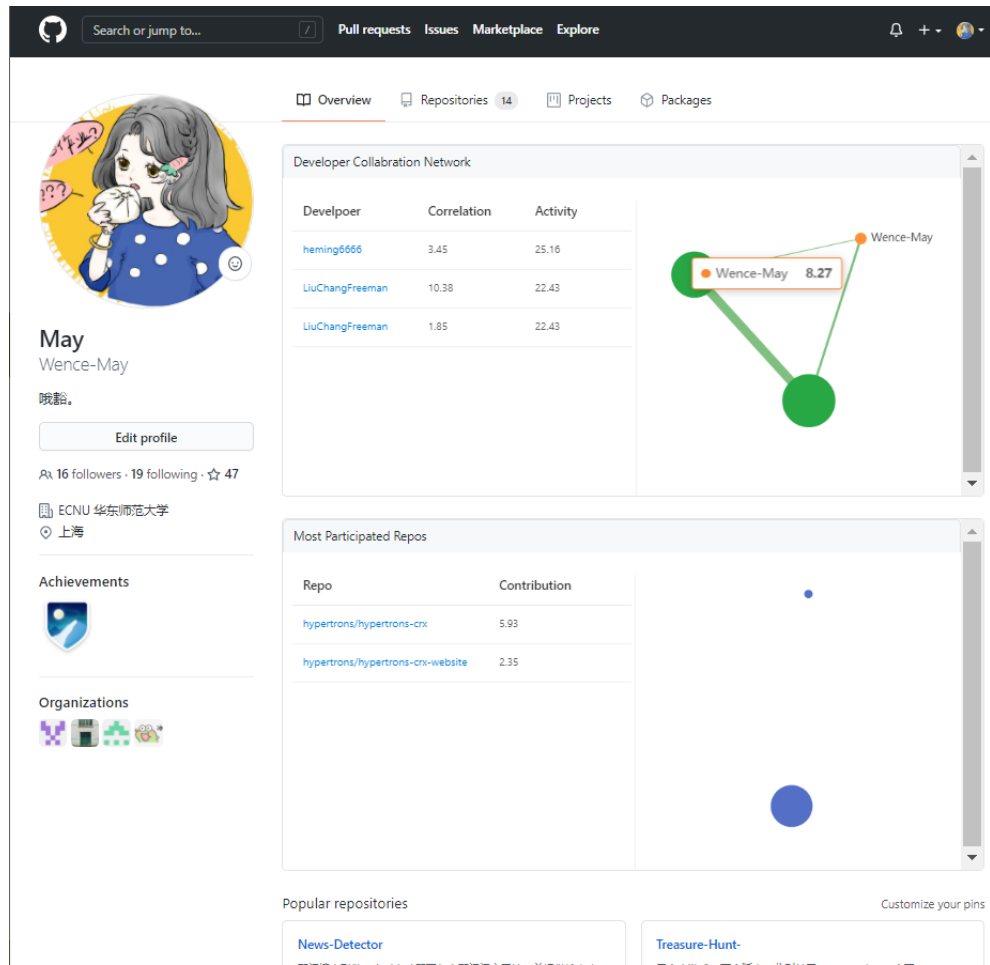 Search or jump to... / Pull requests Issues Marketplace Explore
Overview Repositories 14 Projects Packages
作业?
???
May
Wence-May
哦豁。
Edit profile
16 followers · 19 following · 47
ECNU 华东师范大学
上海
Achievements
Organizations
Developer Collabration Network
Develpoer Correlation Activity
heming6666 3.45 25.16
LiuChangFreeman 10.38 22.43
LiuChangFreeman 1.85 22.43
Wence-May
Wence-May 8.27
Most Participated Repos
Repo Contribution
hypertrons/hypertrons-crx 5.93
hypertrons/hypertrons-crx-website 2.35
Popular repositories Customize your pins
News-Detector Treasure-Hunt-